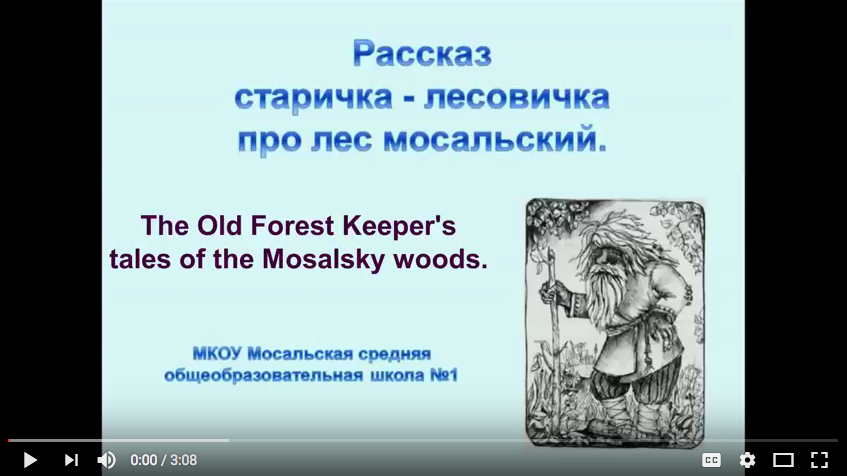 Рассказ
старичка - лесовичка
про лес мосальский.
The Old Forest Keeper's
tales of the Mosalsky woods.
МКОУ Мосальская средняя
общеобразовательная школа №1
0:00 / 3:08
CC